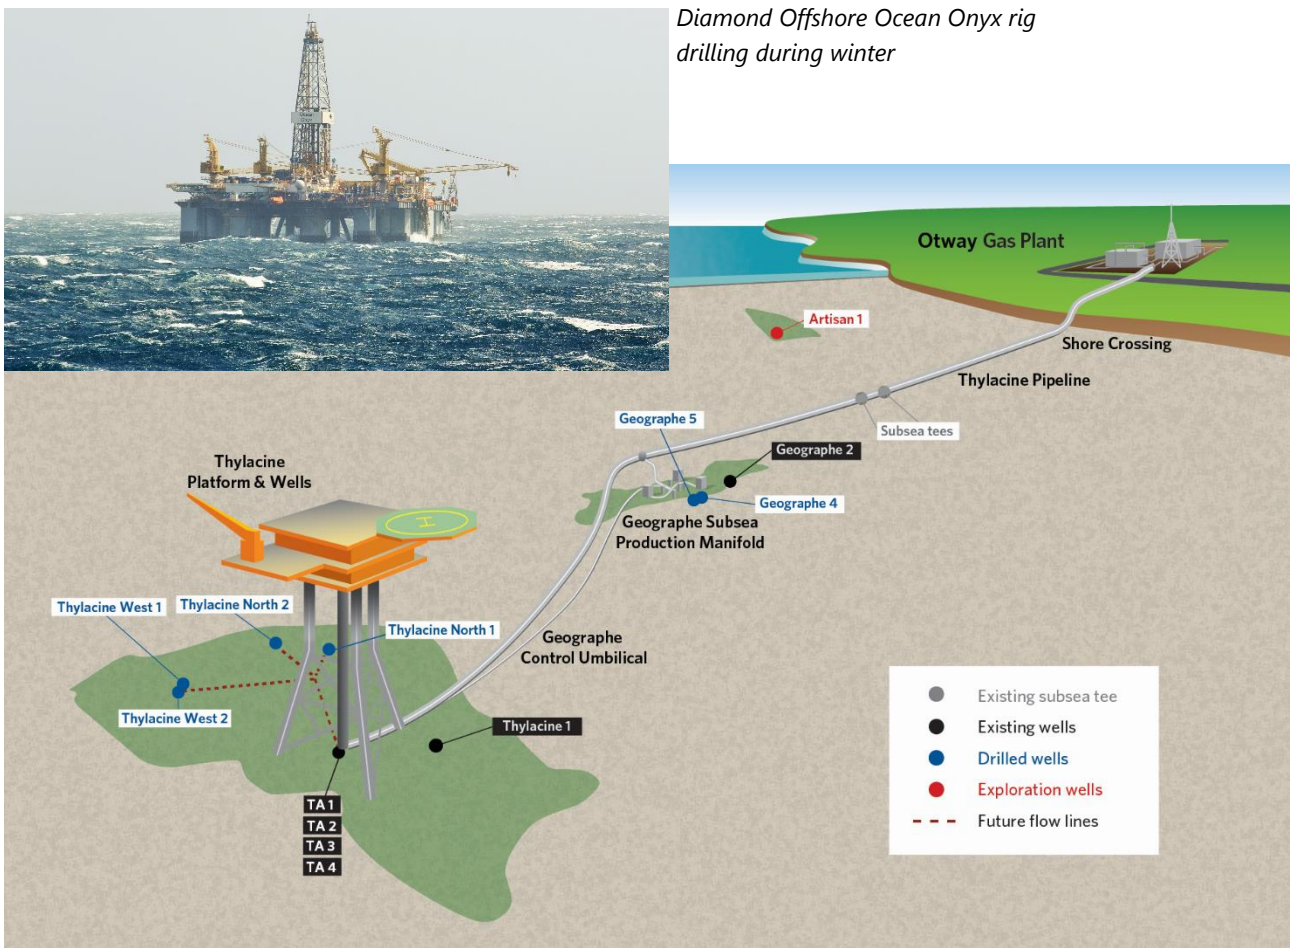 Diamond Offshore Ocean Onyx rig
drilling during winter
Ocean
Onyx
Otway Gas Plant
Artisan 1
Shore Crossing
Thylacine Pipeline
Subsea tees
Geographe 5
Geographe 2
Geographe 4
Geographe Subsea
Production Manifold
Thylacine
Platform & Wells
H
Thylacine West 1
Thylacine North 2
Thylacine North 1
Geographe
Control Umbilical
Thylacine West 2
Thylacine 1
TA 1
TA 2
TA 3
TA 4
Existing subsea tee
Existing wells
Drilled wells
Exploration wells
Future flow lines